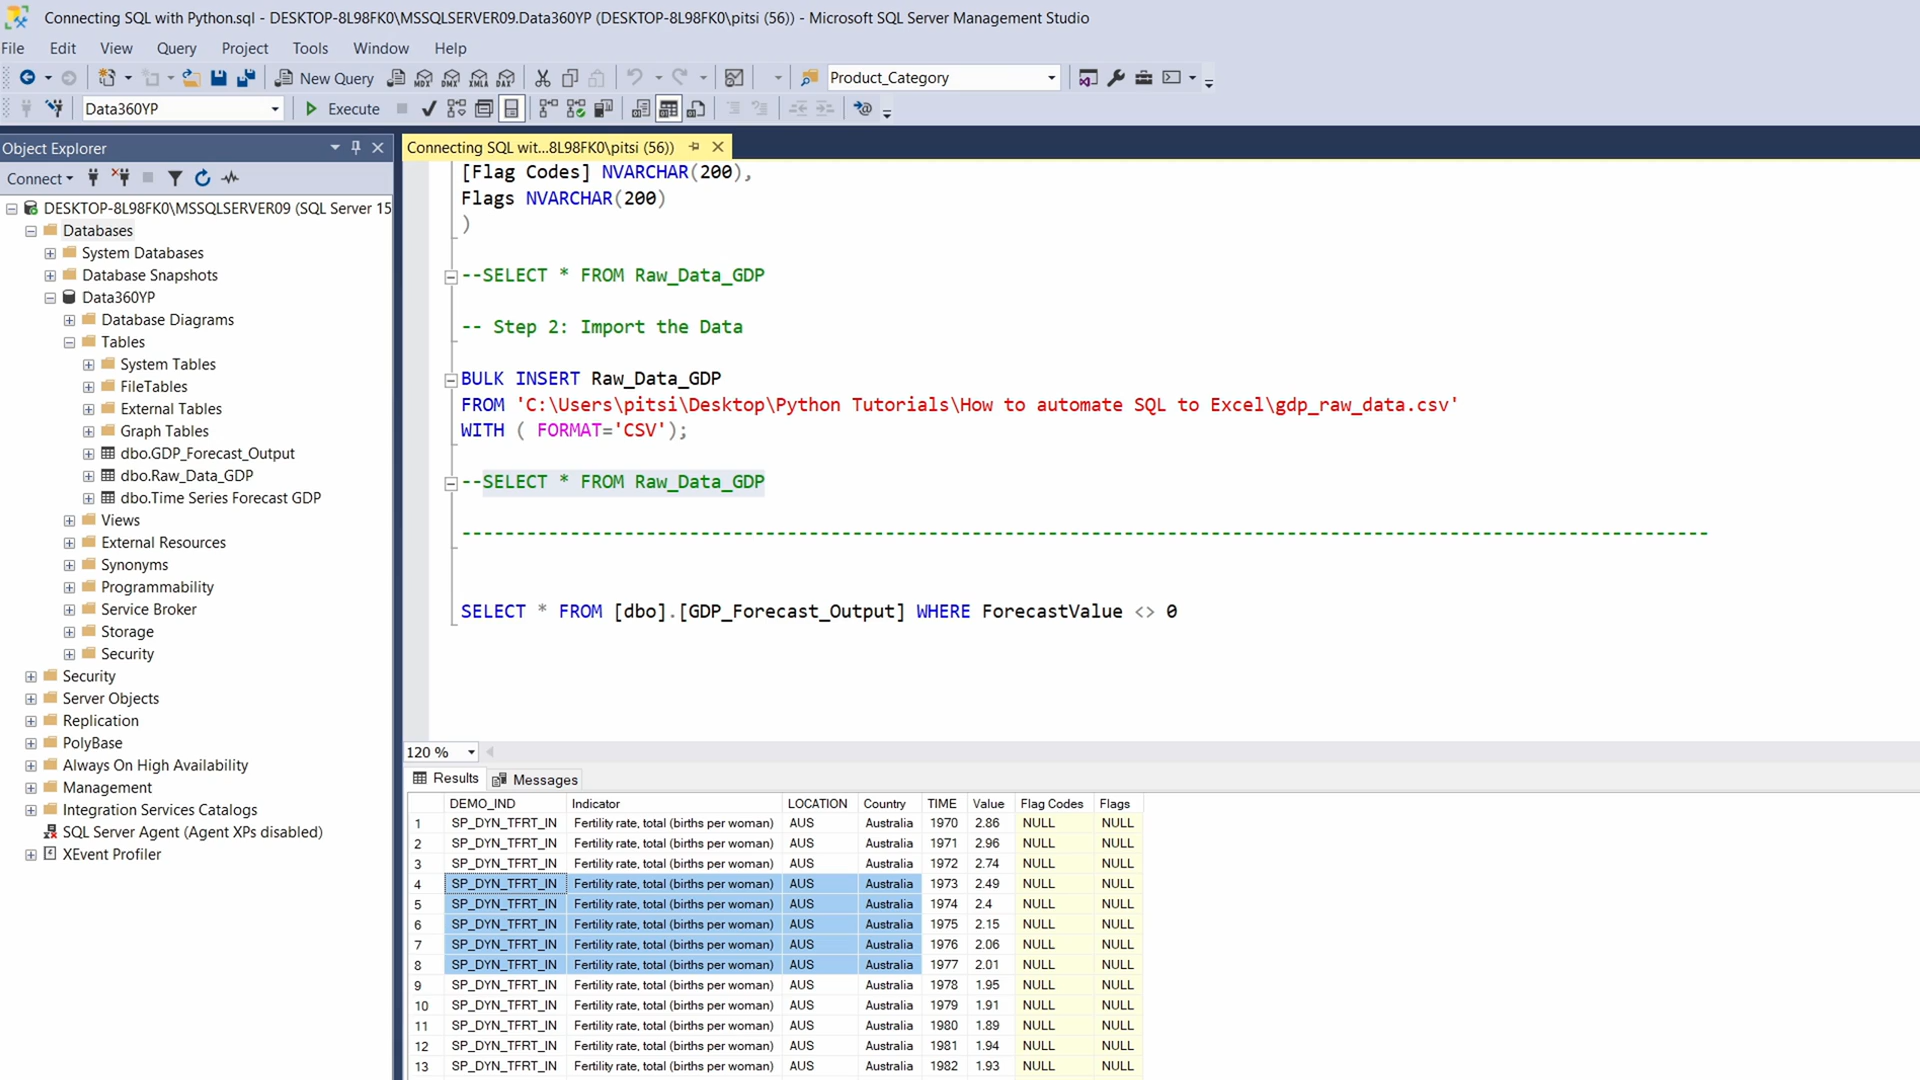 Connecting SQL with Python.sql - DESKTOP-8L98FK0\MSSQLSERVER09.Data360YP (DESKTOP-8L98FK0\pitsi (56)) - Microsoft SQL Server Management Studio
File Edit View Query Project Tools Window Help
New Query MDX DMX XMLA DAX Product_Category
Data360YP Execute
Object Explorer
Connect
DESKTOP-8L98FK0\MSSQLSERVER09 (SQL Server 15
Databases
System Databases
Database Snapshots
Data360YP
Database Diagrams
Tables
System Tables
FileTables
External Tables
Graph Tables
dbo.GDP_Forecast_Output
dbo.Raw_Data_GDP
dbo.Time Series Forecast GDP
Views
External Resources
Synonyms
Programmability
Service Broker
Storage
Security
Security
Server Objects
Replication
PolyBase
Always On High Availability
Management
Integration Services Catalogs
SQL Server Agent (Agent XPs disabled)
XEvent Profiler
Connecting SQL wit...8L98FK0\pitsi (56))
[Flag Codes] NVARCHAR(200),
Flags NVARCHAR(200)
)
--SELECT * FROM Raw_Data_GDP
-- Step 2: Import the Data
BULK INSERT Raw_Data_GDP
FROM 'C:\Users\pitsi\Desktop\Python Tutorials\How to automate SQL to Excel\gdp_raw_data.csv'
WITH ( FORMAT='CSV');
--SELECT * FROM Raw_Data_GDP
-------------------------------------------------------------------------------------------------------------------
SELECT * FROM [dbo].[GDP_Forecast_Output] WHERE ForecastValue <> 0
120 %
Results Messages
DEMO_IND Indicator LOCATION Country TIME Value Flag Codes Flags
1 SP_DYN_TFRT_IN Fertility rate, total (births per woman) AUS Australia 1970 2.86 NULL NULL
2 SP_DYN_TFRT_IN Fertility rate, total (births per woman) AUS Australia 1971 2.96 NULL NULL
3 SP_DYN_TFRT_IN Fertility rate, total (births per woman) AUS Australia 1972 2.74 NULL NULL
4 SP_DYN_TFRT_IN Fertility rate, total (births per woman) AUS Australia 1973 2.49 NULL NULL
5 SP_DYN_TFRT_IN Fertility rate, total (births per woman) AUS Australia 1974 2.4 NULL NULL
6 SP_DYN_TFRT_IN Fertility rate, total (births per woman) AUS Australia 1975 2.15 NULL NULL
7 SP_DYN_TFRT_IN Fertility rate, total (births per woman) AUS Australia 1976 2.06 NULL NULL
8 SP_DYN_TFRT_IN Fertility rate, total (births per woman) AUS Australia 1977 2.01 NULL NULL
9 SP_DYN_TFRT_IN Fertility rate, total (births per woman) AUS Australia 1978 1.95 NULL NULL
10 SP_DYN_TFRT_IN Fertility rate, total (births per woman) AUS Australia 1979 1.91 NULL NULL
11 SP_DYN_TFRT_IN Fertility rate, total (births per woman) AUS Australia 1980 1.89 NULL NULL
12 SP_DYN_TFRT_IN Fertility rate, total (births per woman) AUS Australia 1981 1.94 NULL NULL
13 SP_DYN_TFRT_IN Fertility rate, total (births per woman) AUS Australia 1982 1.93 NULL NULL